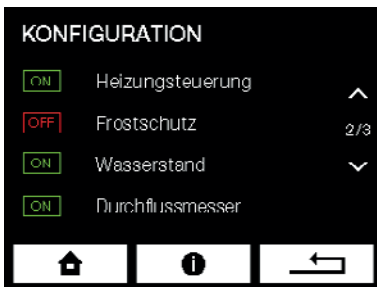 KONFIGURATION
ON Heizungsteuerung
OFF Frostschutz
2/3
ON Wasserstand
ON Durchflussmesser